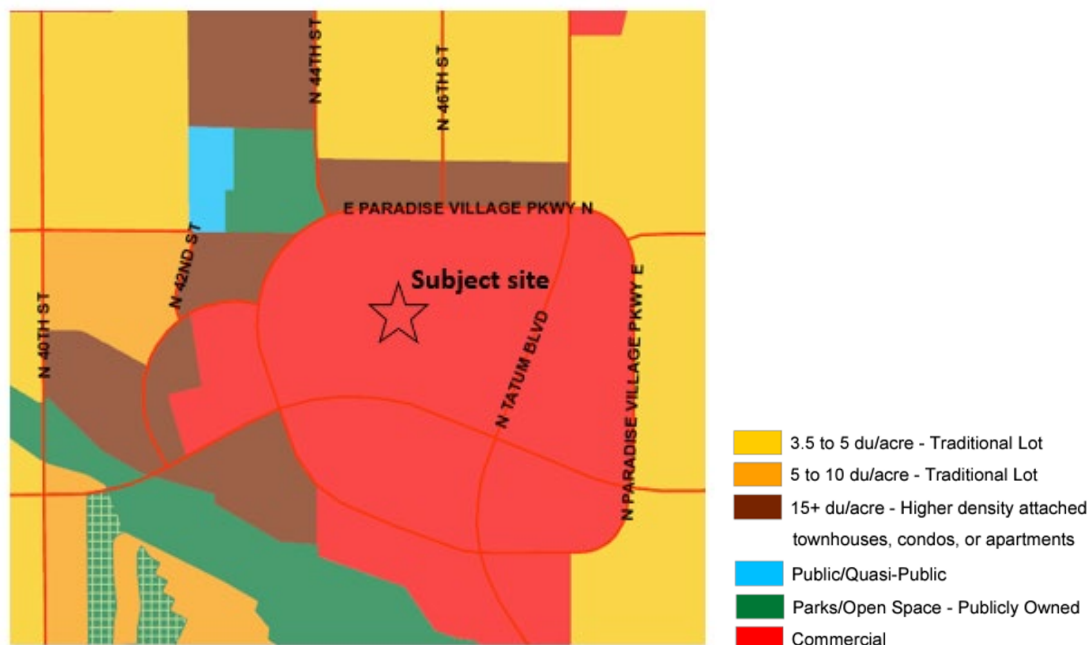 N 44TH ST
N 46TH ST
E PARADISE VILLAGE PKWY N
N 42ND ST
Subject site
N 40TH ST
N TATUM BLVD
N PARADISE VILLAGE PKWY E
3.5 to 5 du/acre - Traditional Lot
5 to 10 du/acre - Traditional Lot
15+ du/acre - Higher density attached
townhouses, condos, or apartments
Public/Quasi-Public
Parks/Open Space - Publicly Owned
Commercial